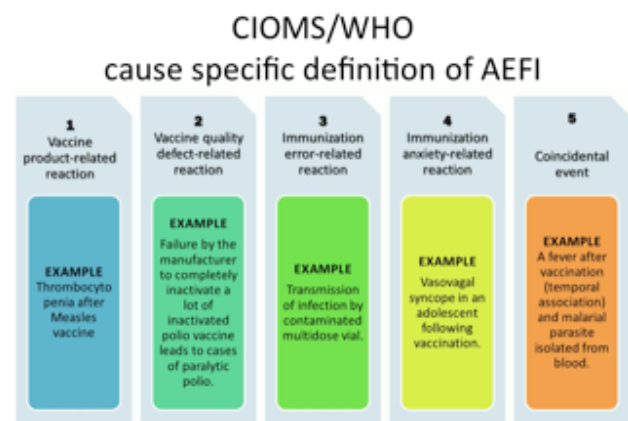 CIOMS/WHO
cause specific definition of AEFI
1
Vaccine
product-related
reaction
EXAMPLE
Thrombocyto
penia after
Measles
vaccine
2
Vaccine quality
defect-related
reaction
EXAMPLE
Failure by the
manufacturer
to completely
inactivate a
lot of
inactivated
polio vaccine
leads to cases
of paralytic
polio.
3
Immunization
error-related
reaction
EXAMPLE
Transmission
of infection by
contaminated
multidose vial.
4
Immunization
anxiety-related
reaction
EXAMPLE
Vasovagal
syncope in an
adolescent
following
vaccination.
5
Coincidental
event
EXAMPLE
A fever after
vaccination
(temporal
association)
and malarial
parasite
isolated from
blood.